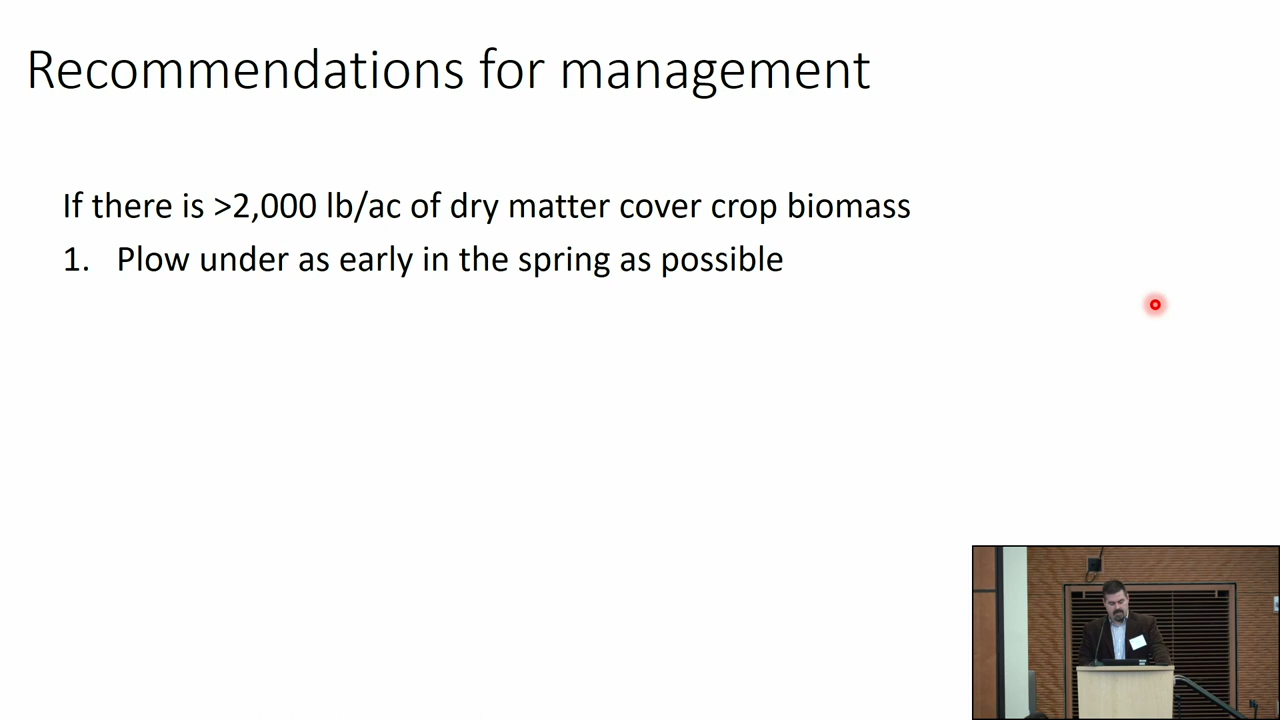 Recommendations for management
If there is >2,000 lb/ac of dry matter cover crop biomass
1. Plow under as early in the spring as possible